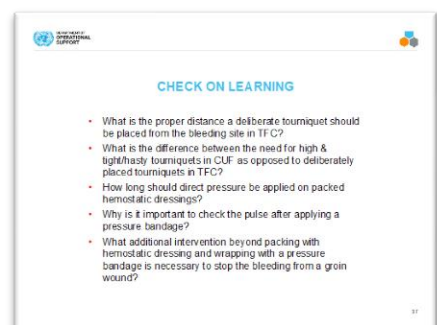 DEPARTMENT OF
OPERATIONAL
SUPPORT
CHECK ON LEARNING
• What is the proper distance a deliberate tourniquet should
be placed from the bleeding site in TFC?
• What is the difference between the need for high &
tight/hasty tourniquets in CUF as opposed to deliberately
placed tourniquets in TFC?
• How long should direct pressure be applied on packed
hemostatic dressings?
• Why is it important to check the pulse after applying a
pressure bandage?
• What additional intervention beyond packing with
hemostatic dressing and wrapping with a pressure
bandage is necessary to stop the bleeding from a groin
wound?